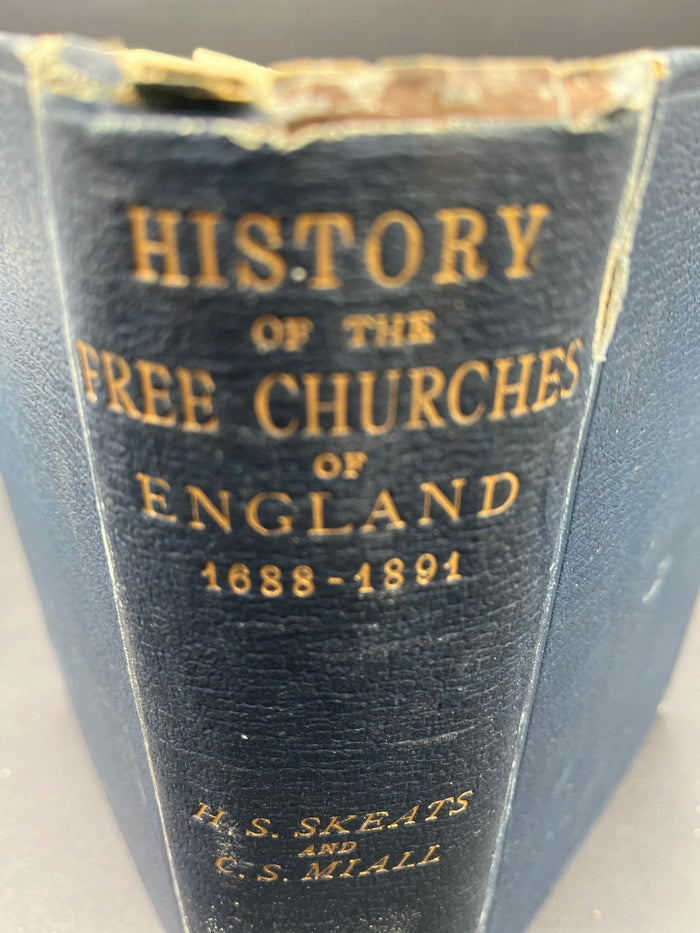 HISTORY
OF THE
FREE CHURCHES
OF
ENGLAND
1688-1891
H. S. SKEATS
AND
C. S. MIALL